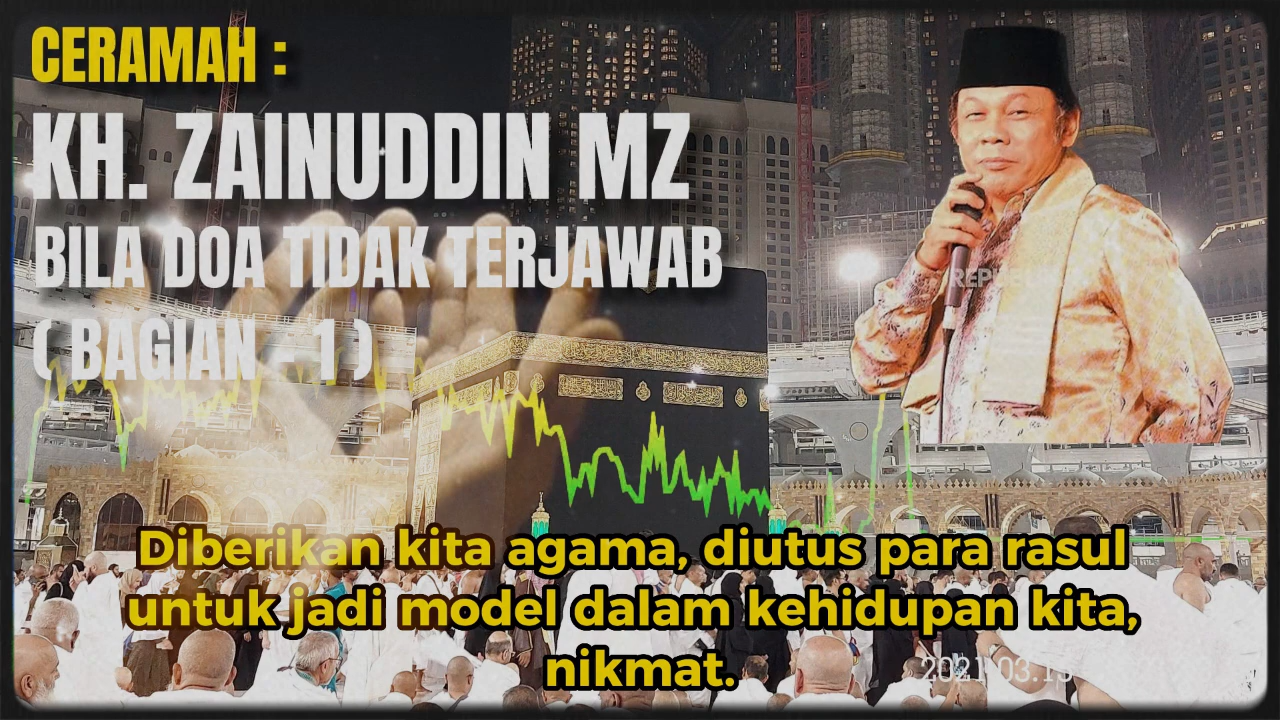 CERAMAH :
KH. ZAINUDDIN MZ
BILA DOA TIDAK TERJAWAB
( BAGIAN - 1 )
Diberikan kita agama, diutus para rasul
untuk jadi model dalam kehidupan kita,
nikmat.